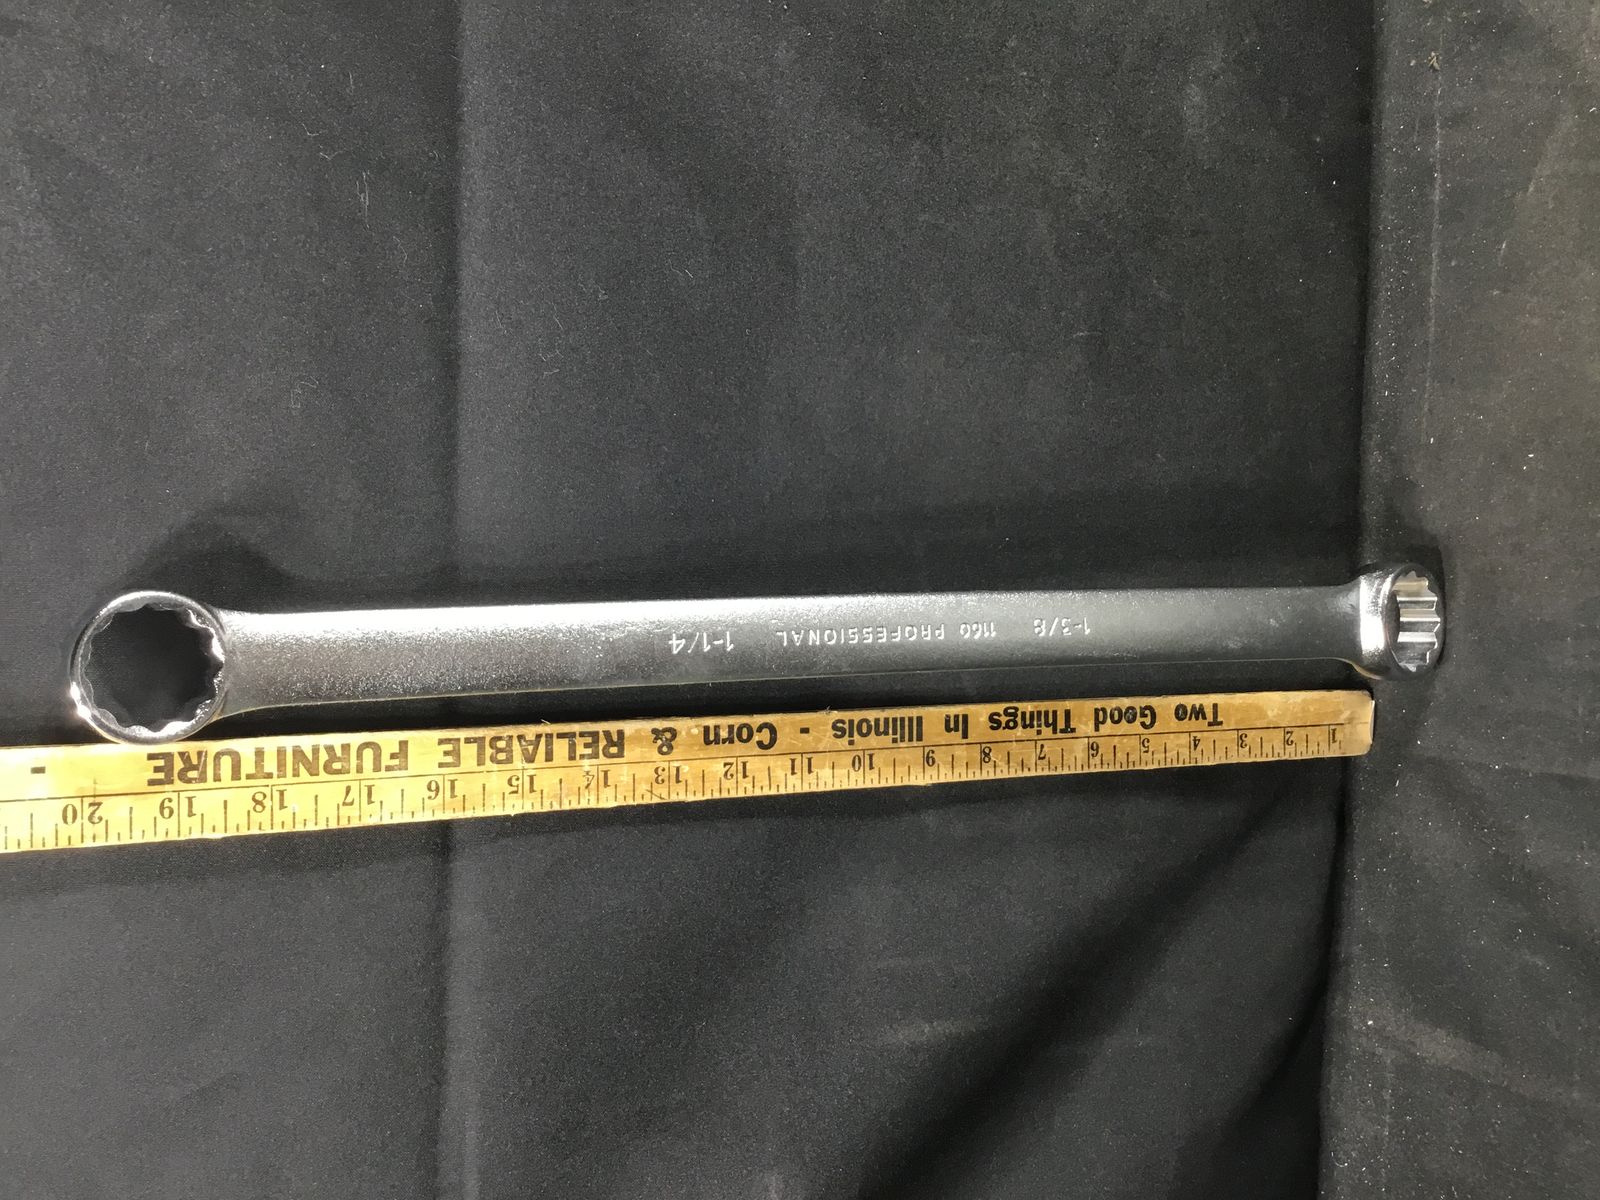 1-3/8 1160 PROFESSIONAL 1-1/4
Two Good Things In Illinois - Corn & RELIABLE FURNITURE -
1 2 3 4 5 6 7 8 9 10 11 12 13 14 15 16 17 18 19 20